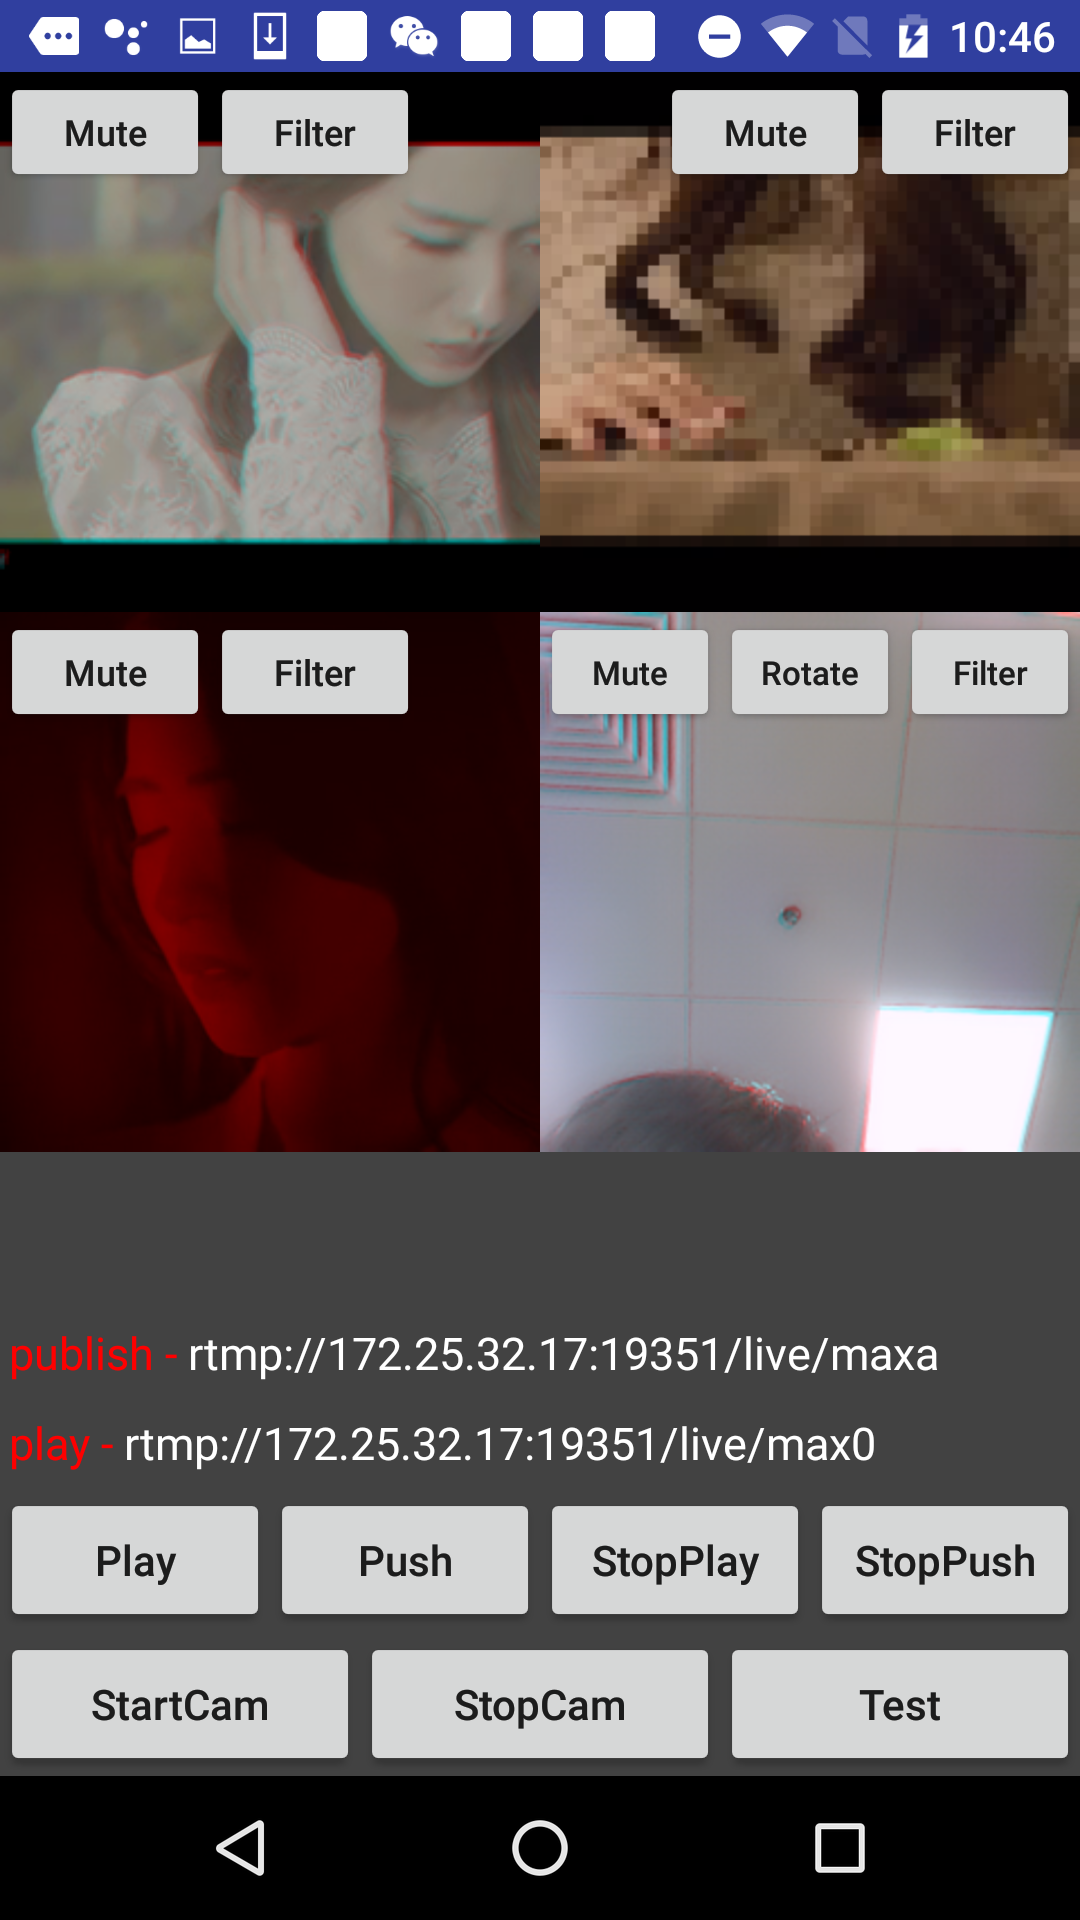 10:46
Mute Filter Mute Filter
Mute Filter Mute Rotate Filter
publish - rtmp://172.25.32.17:19351/live/maxa
play - rtmp://172.25.32.17:19351/live/max0
Play Push StopPlay StopPush
StartCam StopCam Test